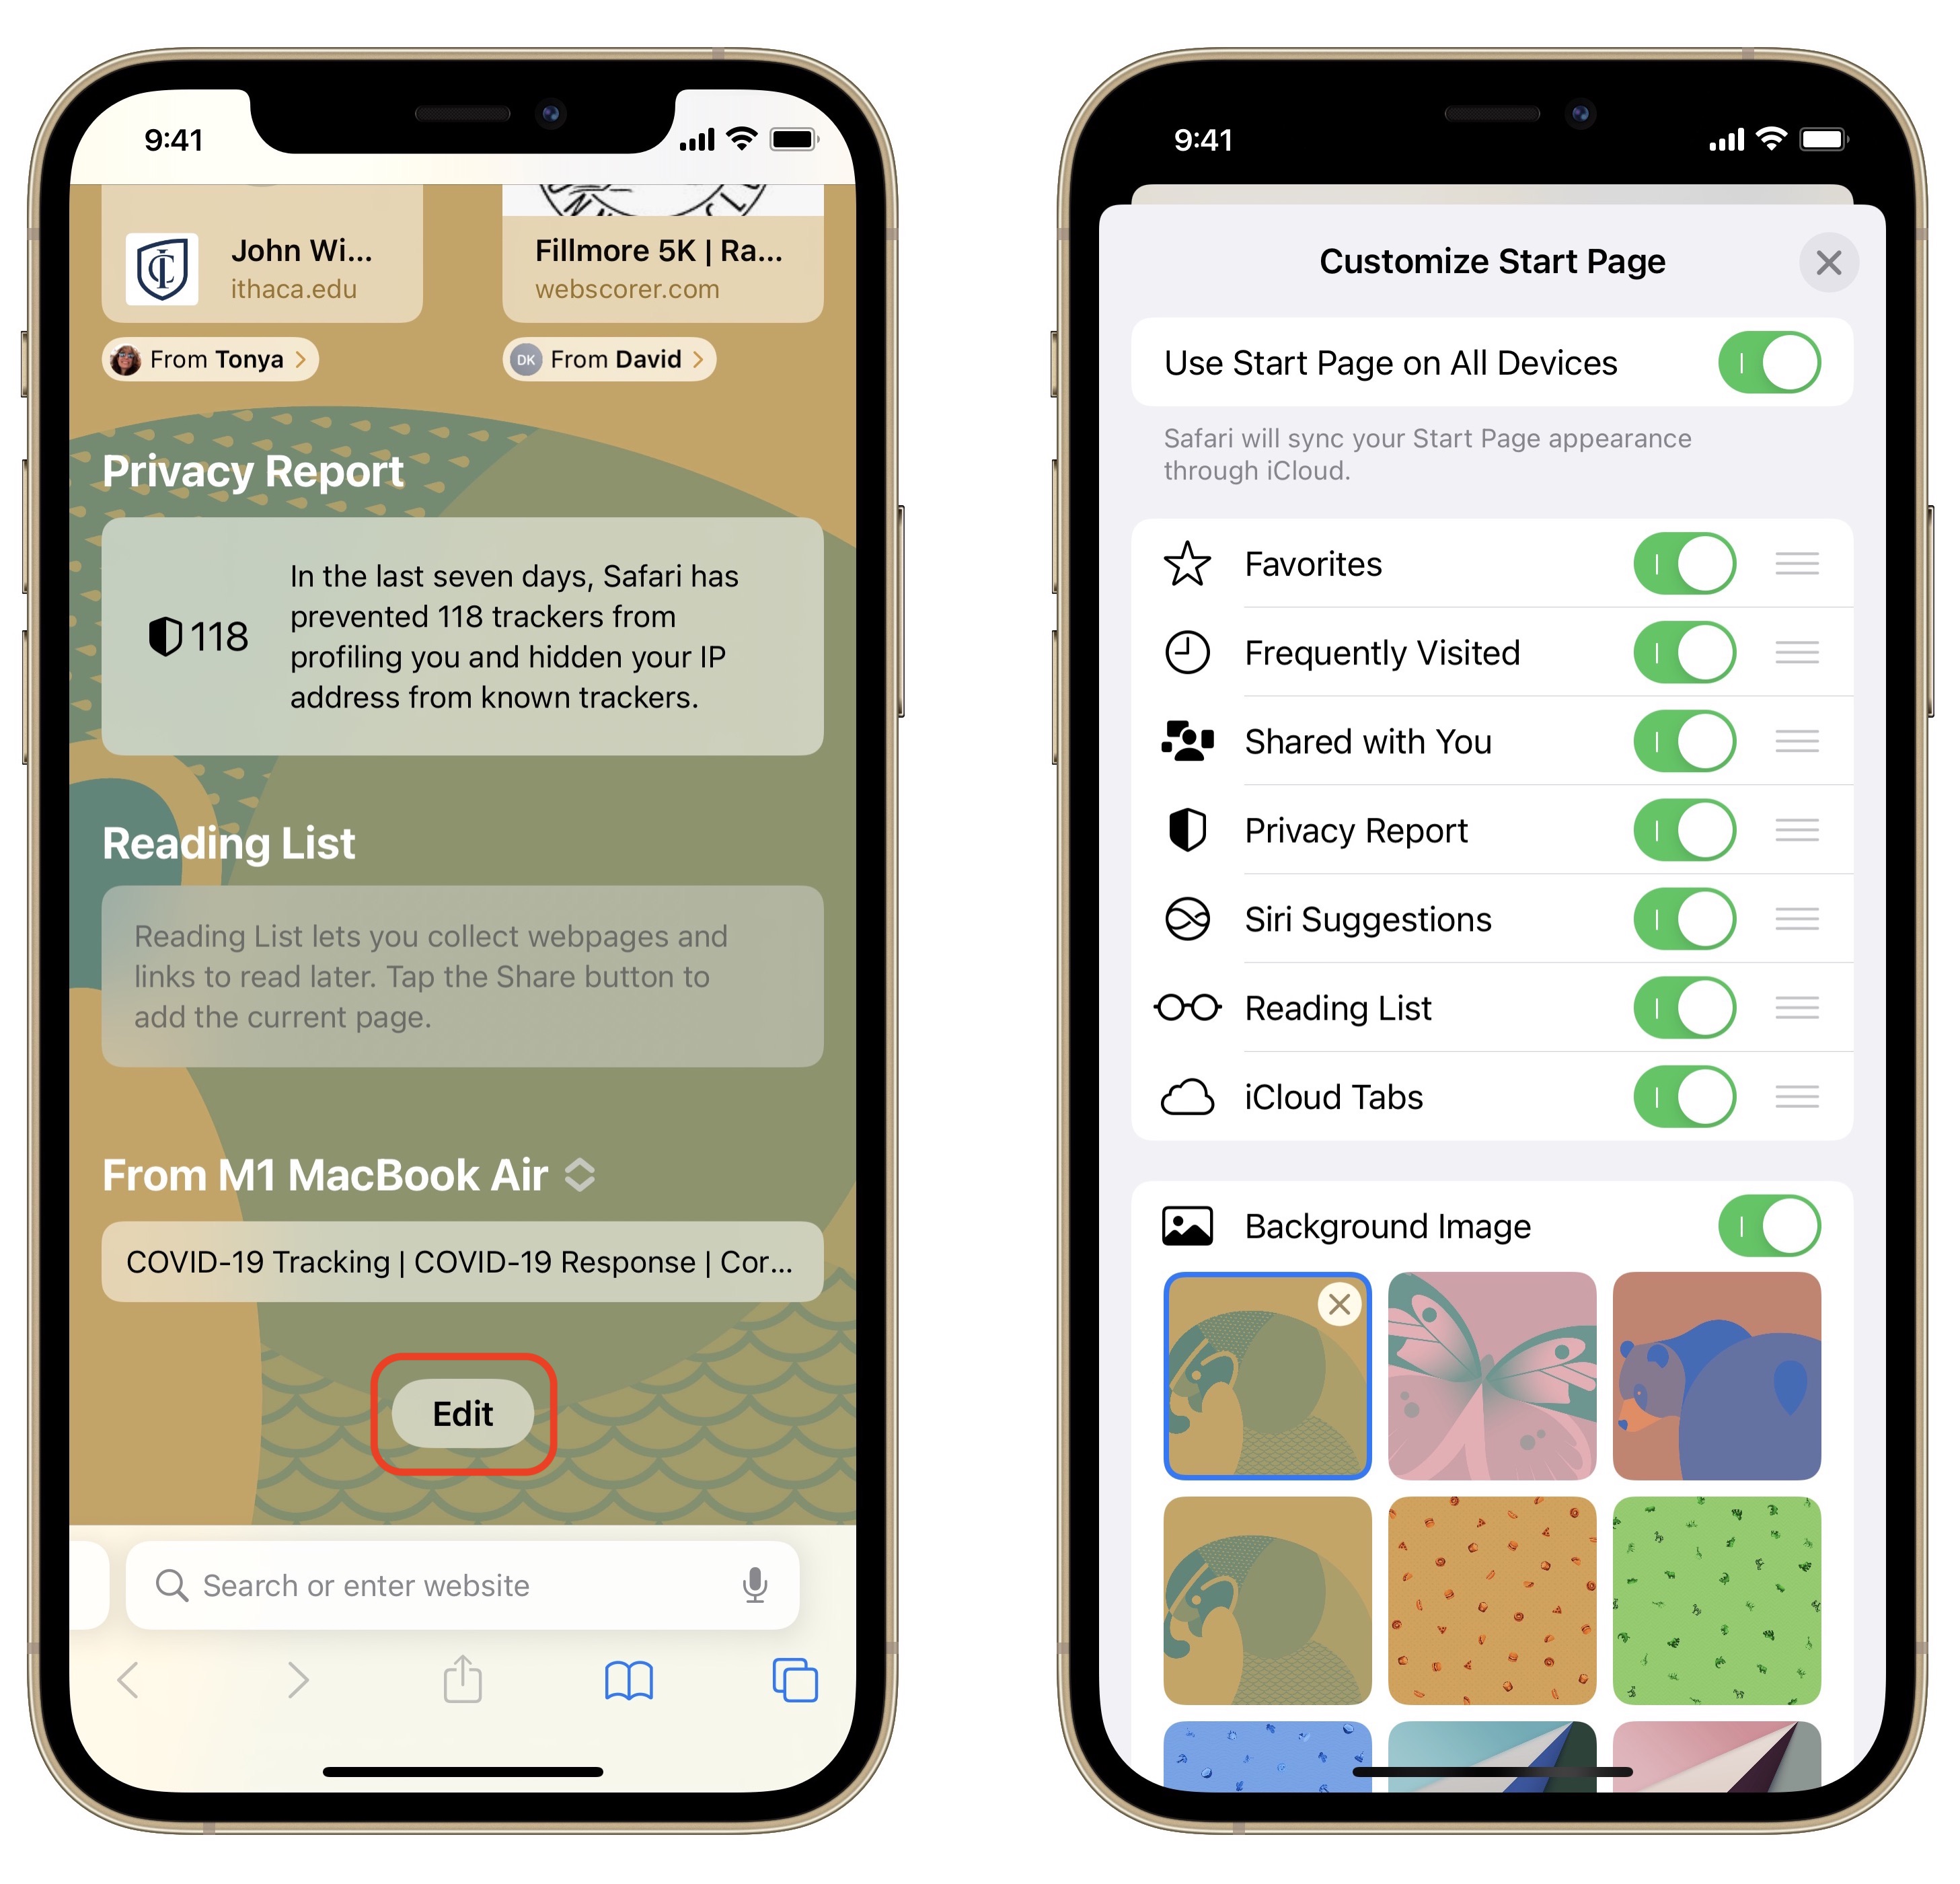 9:41
John Wi...
ithaca.edu
Fillmore 5K | Ra...
webscorer.com
From Tonya
DK From David
Privacy Report
118
In the last seven days, Safari has
prevented 118 trackers from
profiling you and hidden your IP
address from known trackers.
Reading List
Reading List lets you collect webpages and
links to read later. Tap the Share button to
add the current page.
From M1 MacBook Air
COVID-19 Tracking | COVID-19 Response | Cor...
Edit
Search or enter website
9:41
Customize Start Page
Use Start Page on All Devices
Safari will sync your Start Page appearance
through iCloud.
Favorites
Frequently Visited
Shared with You
Privacy Report
Siri Suggestions
Reading List
iCloud Tabs
Background Image